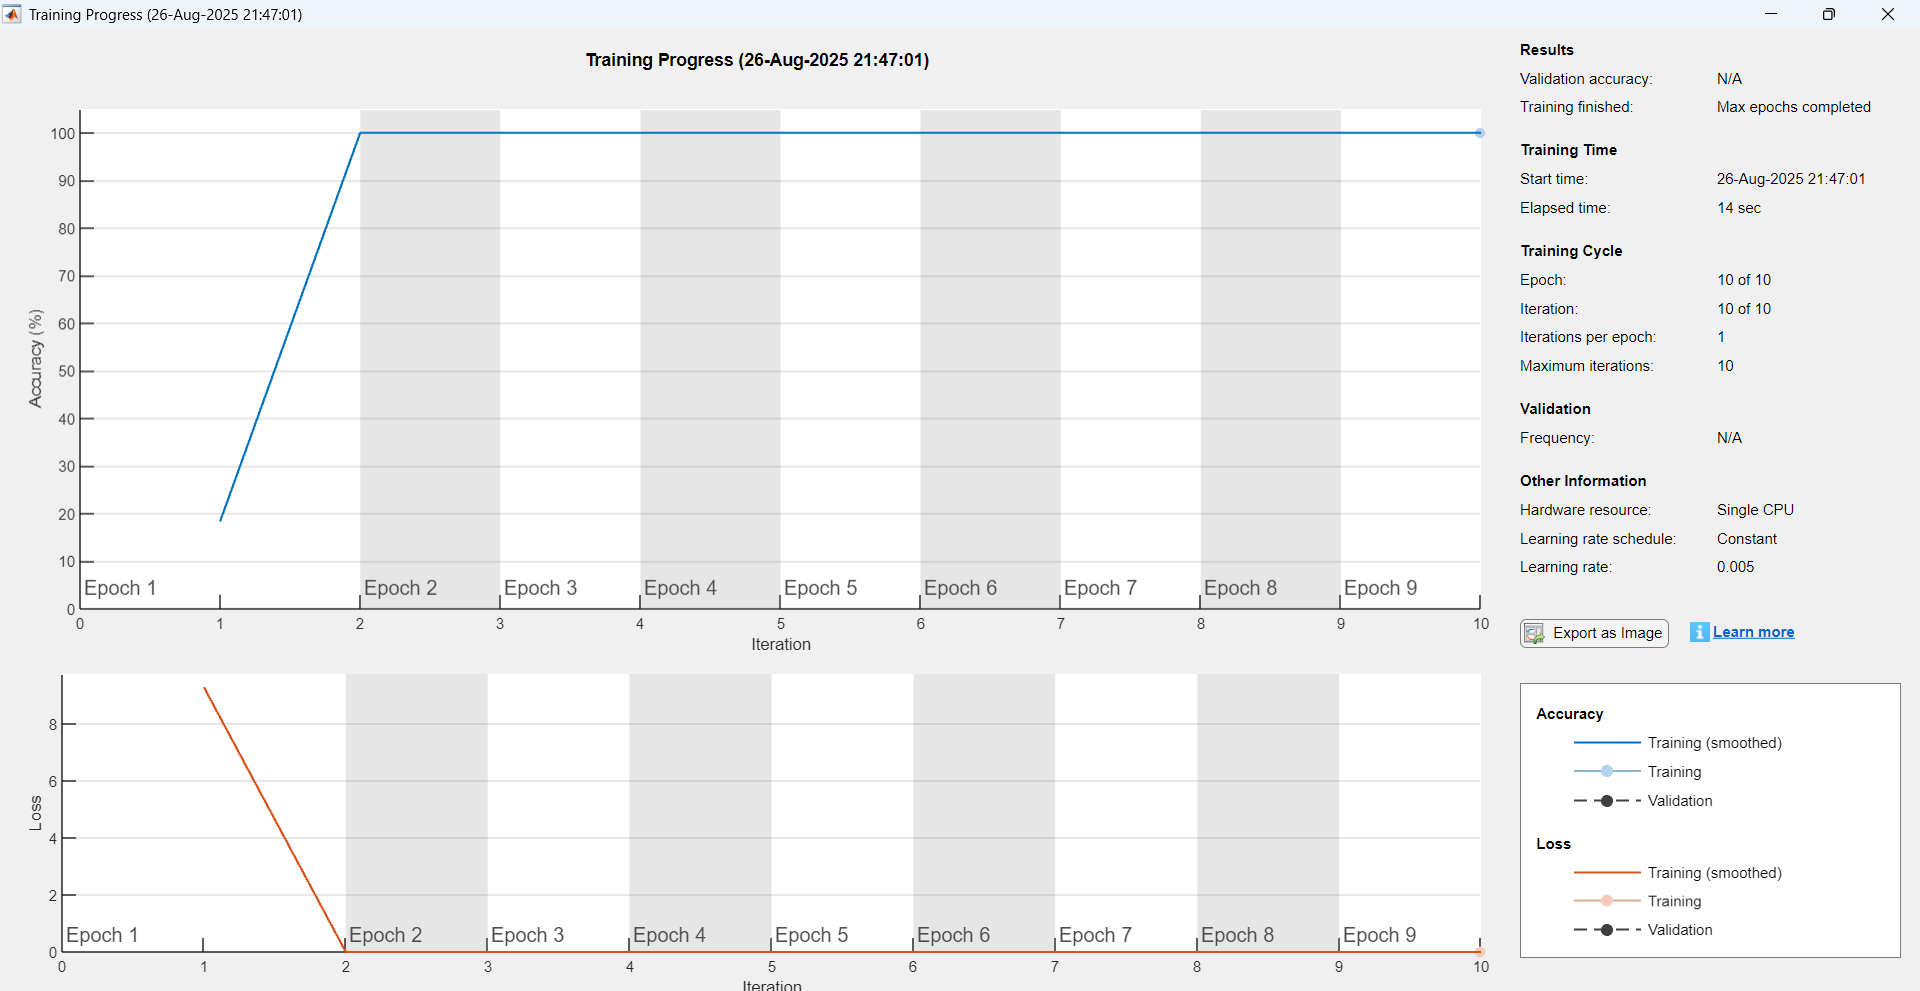 Training Progress (26-Aug-2025 21:47:01)
Training Progress (26-Aug-2025 21:47:01)
Accuracy (%)
100
90
80
70
60
50
40
30
20
10
0
Epoch 1 Epoch 2 Epoch 3 Epoch 4 Epoch 5 Epoch 6 Epoch 7 Epoch 8 Epoch 9
0 1 2 3 4 5 6 7 8 9 10
Iteration
Loss
8
6
4
2
0
Epoch 1 Epoch 2 Epoch 3 Epoch 4 Epoch 5 Epoch 6 Epoch 7 Epoch 8 Epoch 9
0 1 2 3 4 5 6 7 8 9 10
Iteration
Results
Validation accuracy: N/A
Training finished: Max epochs completed
Training Time
Start time: 26-Aug-2025 21:47:01
Elapsed time: 14 sec
Training Cycle
Epoch: 10 of 10
Iteration: 10 of 10
Iterations per epoch: 1
Maximum iterations: 10
Validation
Frequency: N/A
Other Information
Hardware resource: Single CPU
Learning rate schedule: Constant
Learning rate: 0.005
Export as Image
Learn more
Accuracy
Training (smoothed)
Training
Validation
Loss
Training (smoothed)
Training
Validation